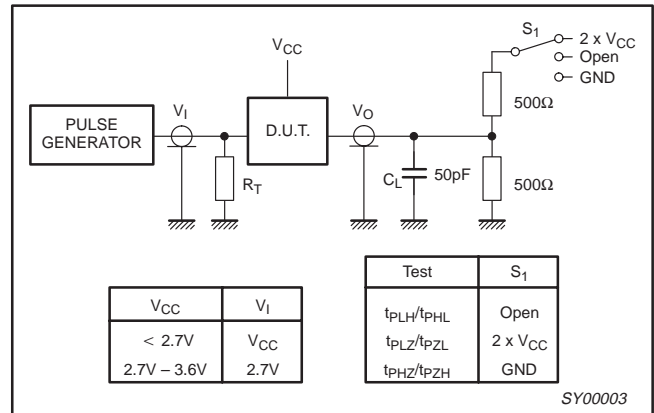 S1
2 x VCC
Open
GND
VCC
500Ω
VI
VO
PULSE
GENERATOR
D.U.T.
RT
CL
50pF
500Ω
VCC VI
< 2.7V VCC
2.7V – 3.6V 2.7V
Test S1
tPLH/tPHL Open
tPLZ/tPZL 2 x VCC
tPHZ/tPZH GND
SY00003